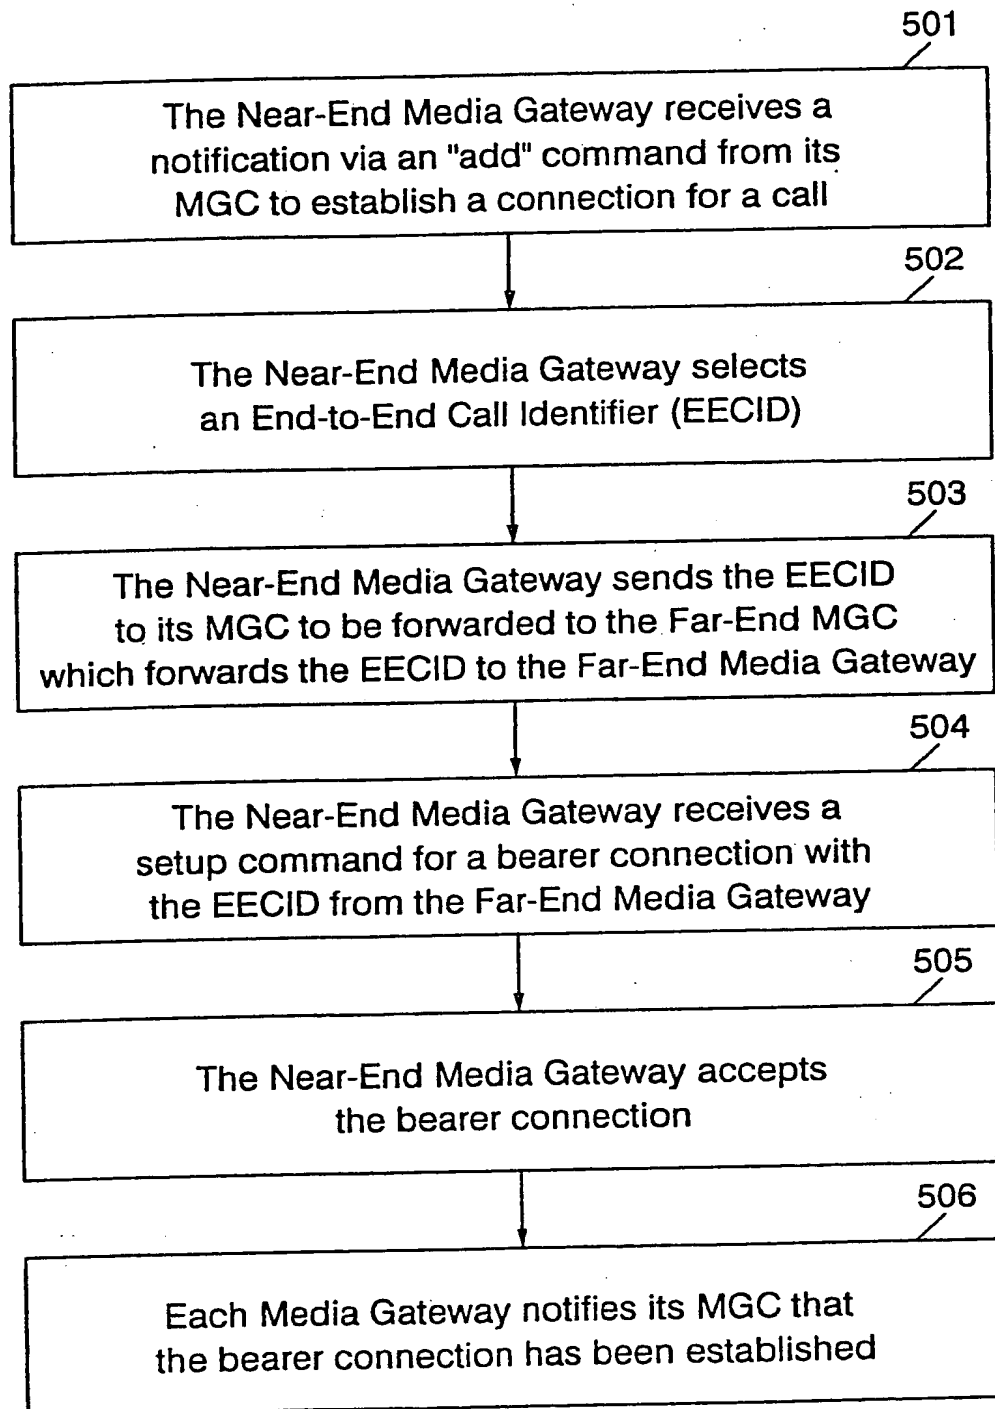 501
The Near-End Media Gateway receives a
notification via an "add" command from its
MGC to establish a connection for a call
502
The Near-End Media Gateway selects
an End-to-End Call Identifier (EECID)
503
The Near-End Media Gateway sends the EECID
to its MGC to be forwarded to the Far-End MGC
which forwards the EECID to the Far-End Media Gateway
504
The Near-End Media Gateway receives a
setup command for a bearer connection with
the EECID from the Far-End Media Gateway
505
The Near-End Media Gateway accepts
the bearer connection
506
Each Media Gateway notifies its MGC that
the bearer connection has been established